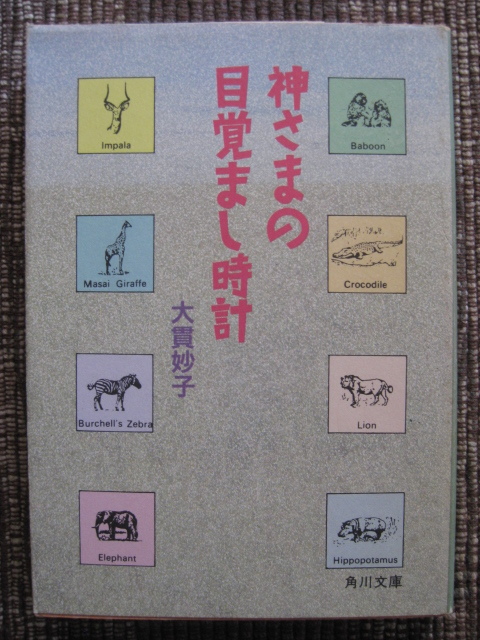 神さまの
目覚まし時計
大貫妙子
Impala
Baboon
Masai Giraffe
Crocodile
Burchell's Zebra
Lion
Elephant
Hippopotamus
角川文庫